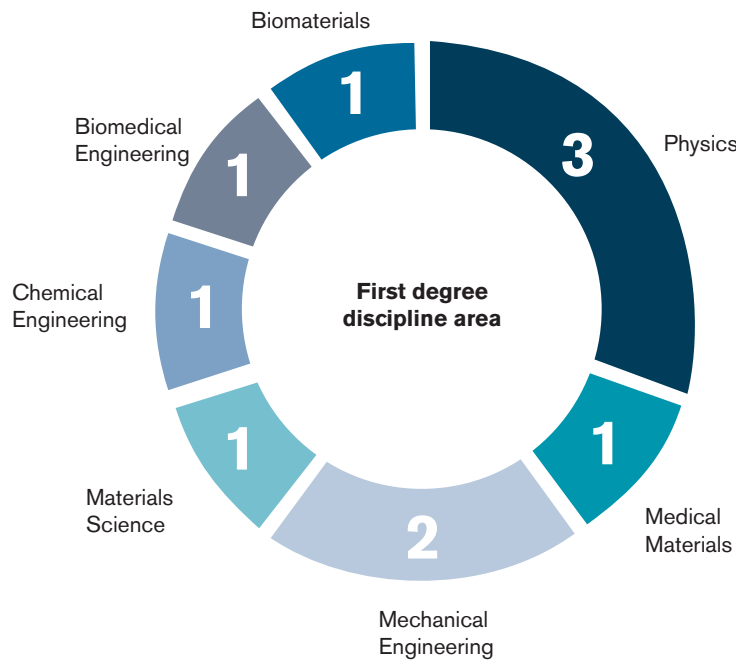 Biomaterials
1
3
Physics
Biomedical
Engineering
1
Chemical
Engineering
1
First degree
discipline area
1
Materials
Science
1
Medical
Materials
2
Mechanical
Engineering